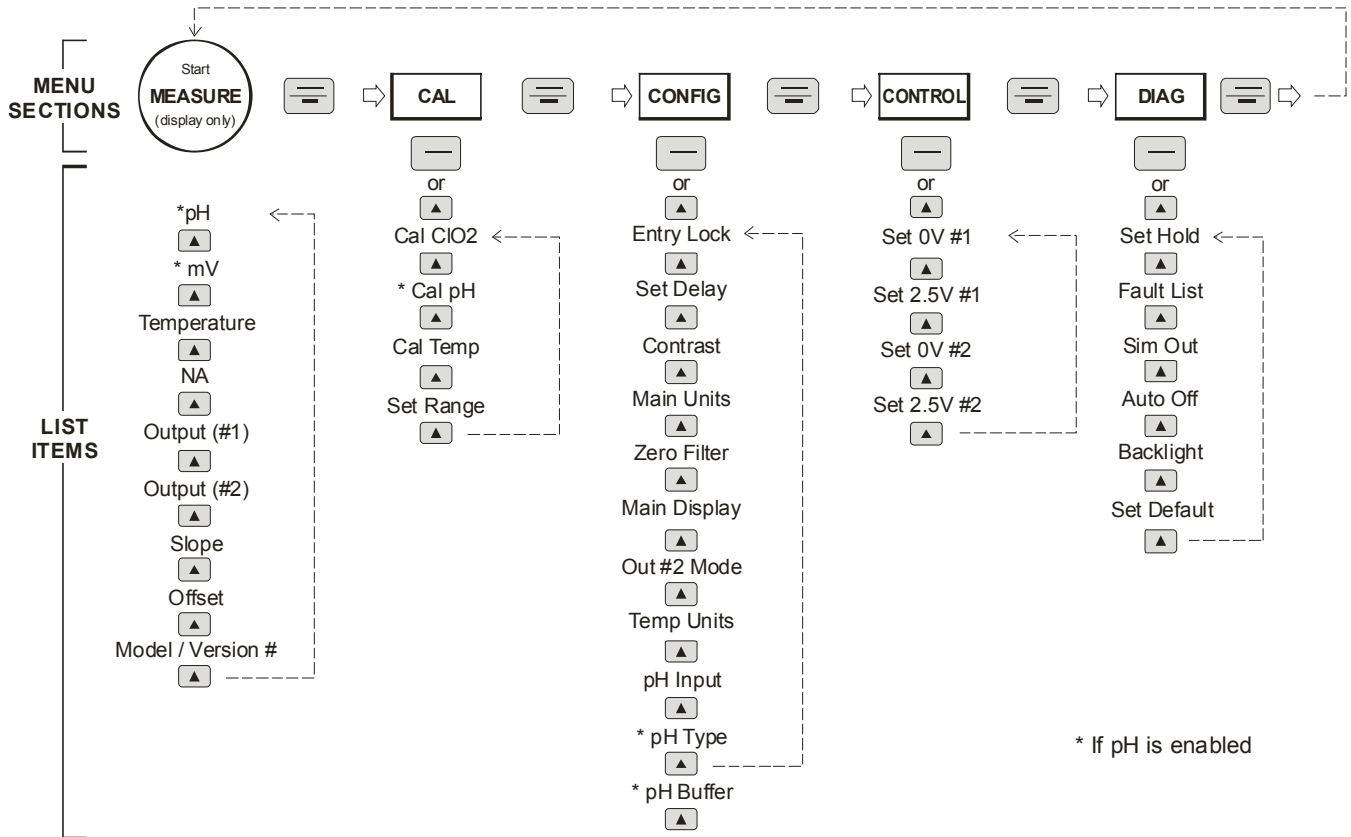 MENU
SECTIONS
Start
MEASURE
(display only)
CAL
CONFIG
CONTROL
DIAG
LIST
ITEMS
*pH
* mV
Temperature
NA
Output (#1)
Output (#2)
Slope
Offset
Model / Version #
or
Cal ClO2
* Cal pH
Cal Temp
Set Range
or
Entry Lock
Set Delay
Contrast
Main Units
Zero Filter
Main Display
Out #2 Mode
Temp Units
pH Input
* pH Type
* pH Buffer
or
Set 0V #1
Set 2.5V #1
Set 0V #2
Set 2.5V #2
or
Set Hold
Fault List
Sim Out
Auto Off
Backlight
Set Default
* If pH is enabled